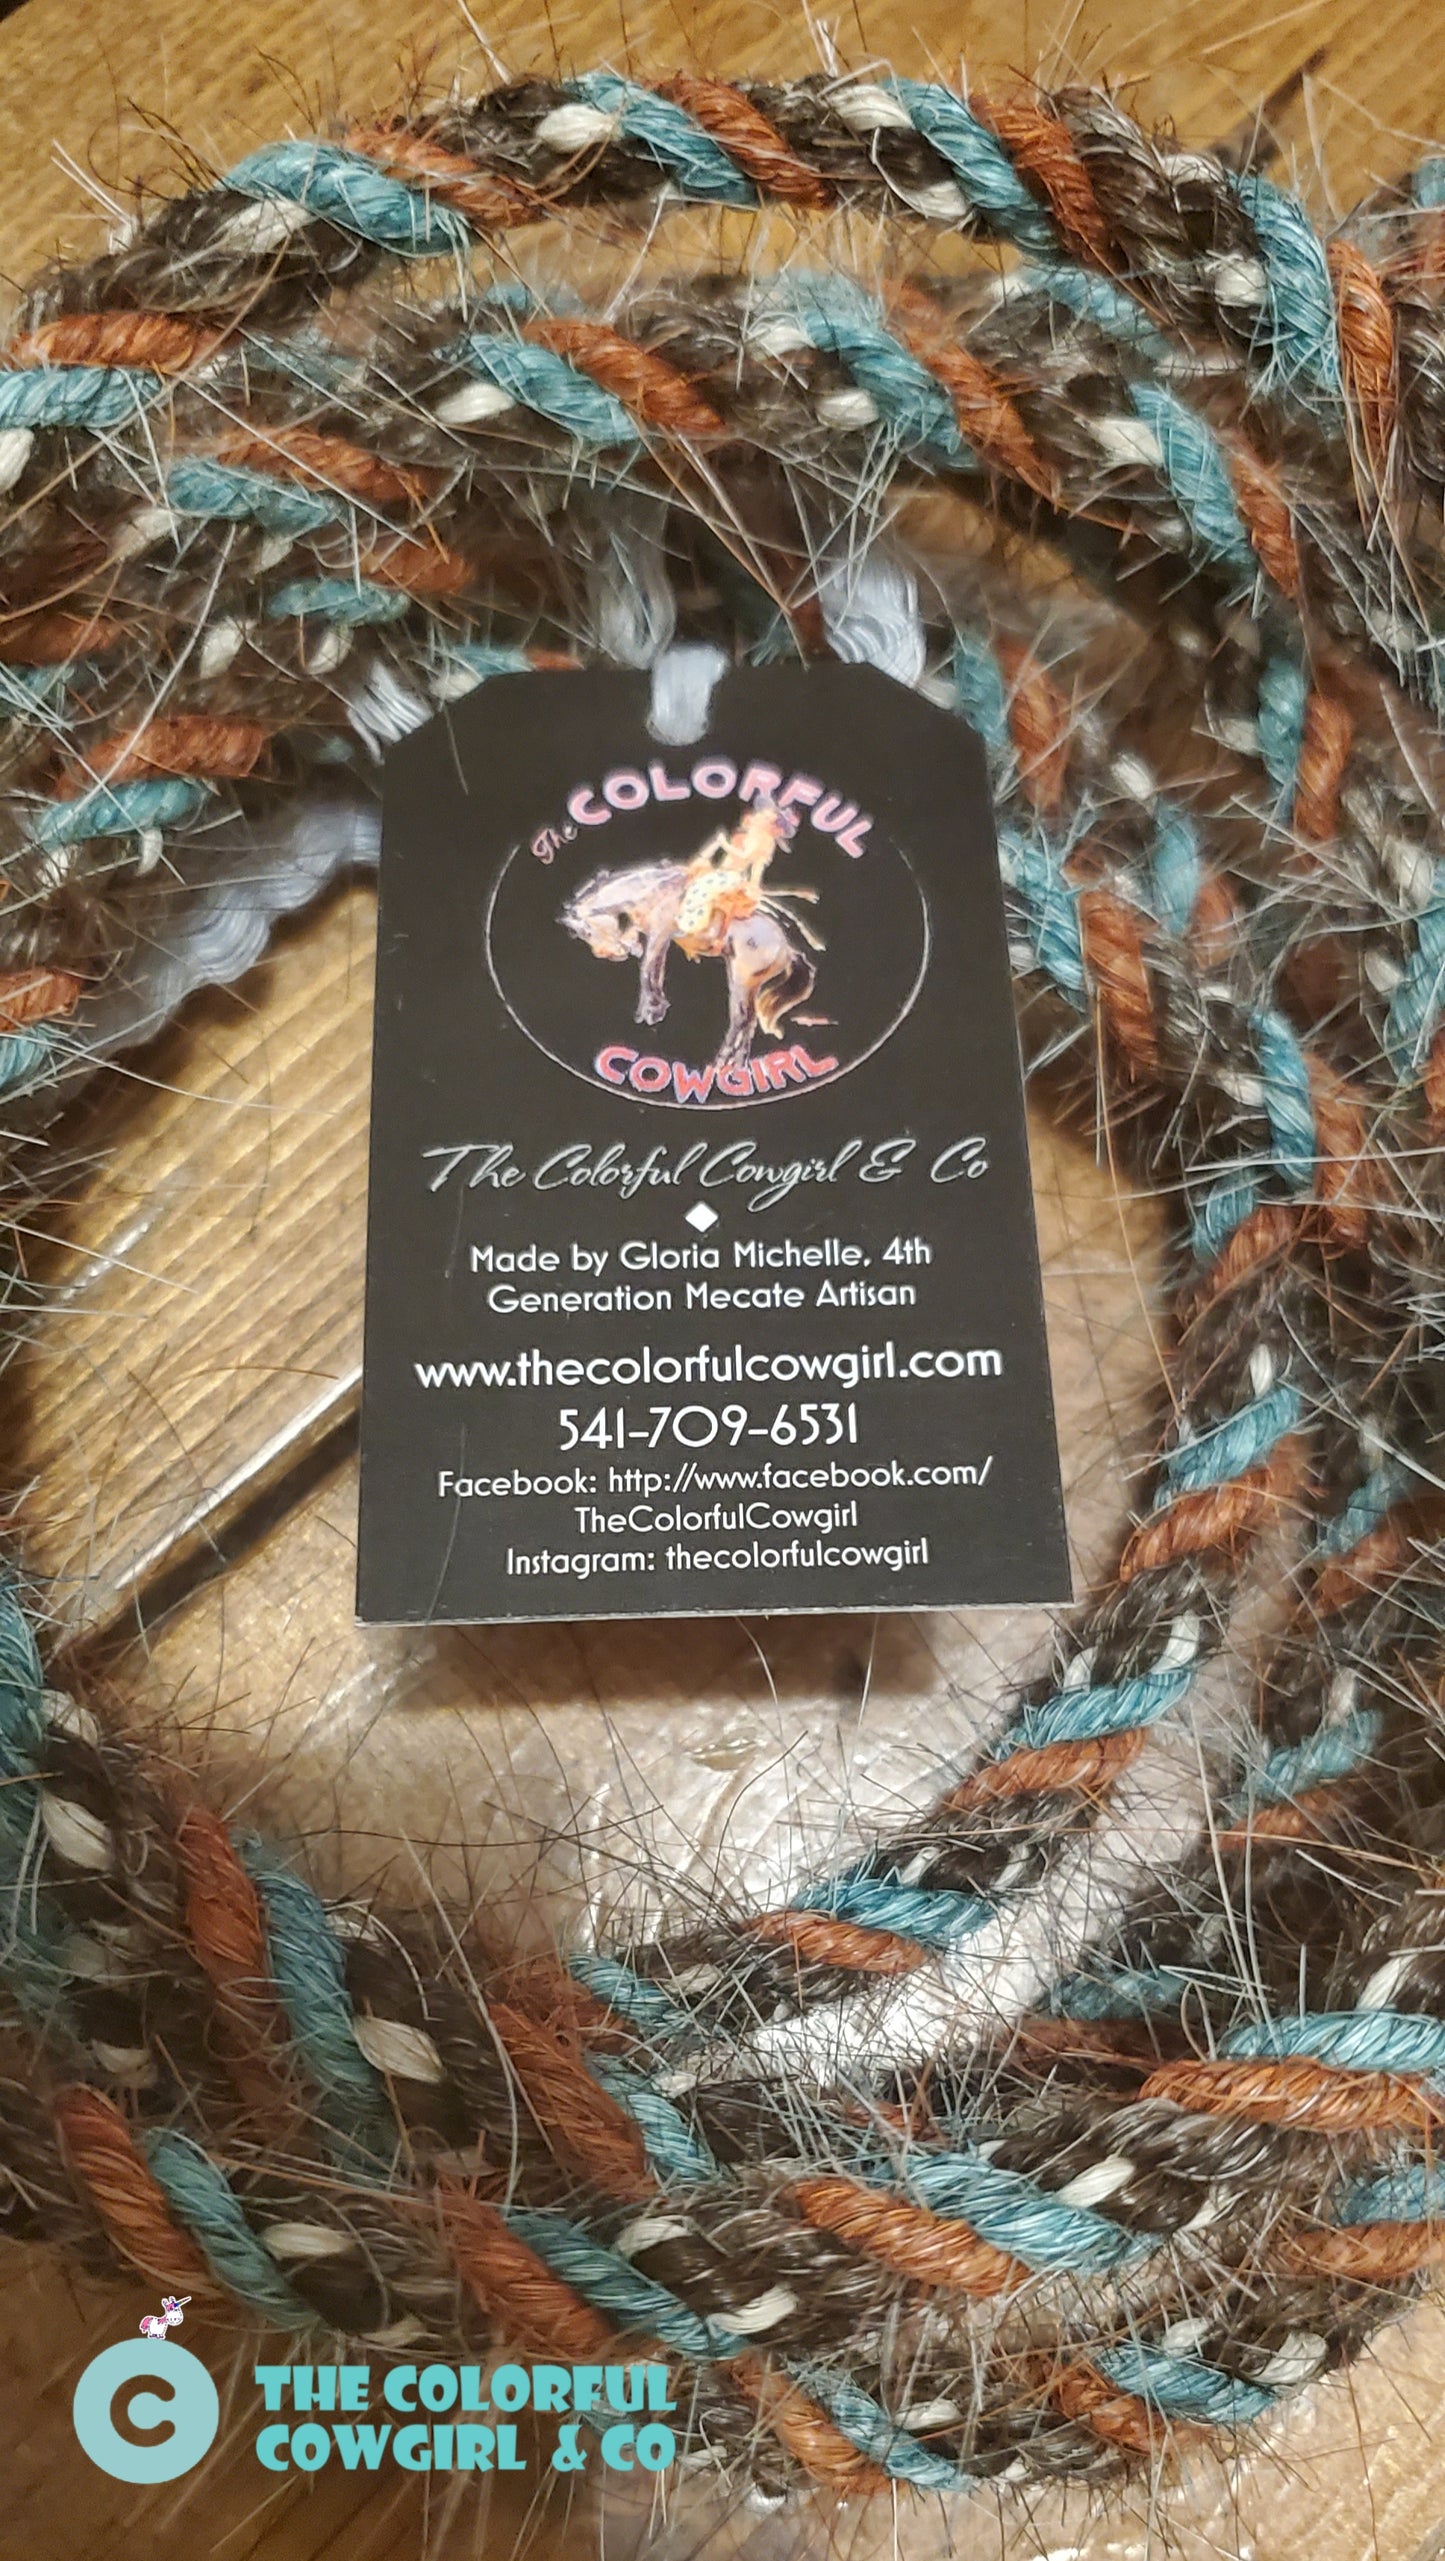 The COLORFUL
COWGIRL
The Colorful Cowgirl & Co
Made by Gloria Michelle, 4th
Generation Mecate Artisan
www.thecolorfulcowgirl.com
541-709-6531
Facebook: http://www.facebook.com/
TheColorfulCowgirl
Instagram: thecolorfulcowgirl
C
THE COLORFUL
COWGIRL & CO